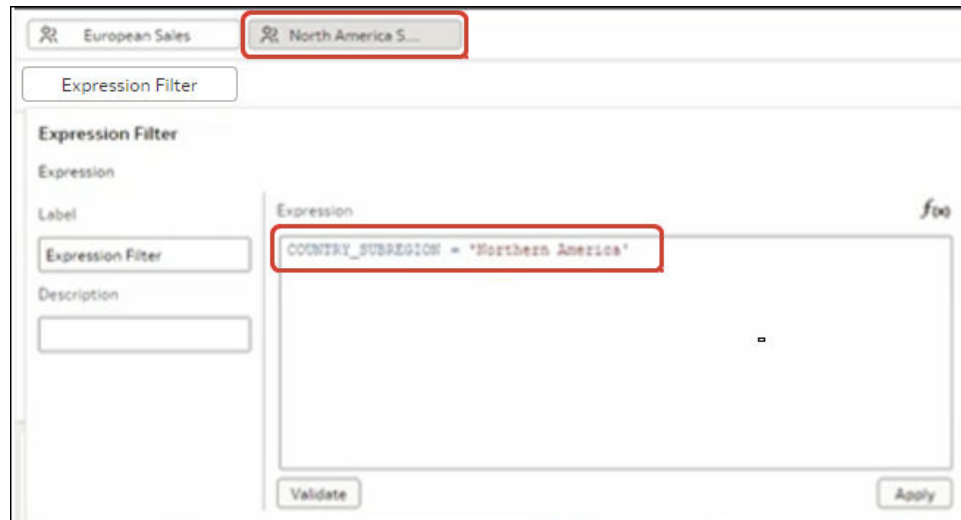 European Sales
North America S...
Expression Filter
Expression Filter
Expression
Label
Expression
f(x)
Expression Filter
COUNTRY_SUBREGION = 'Northern America'
Description
Validate
Apply